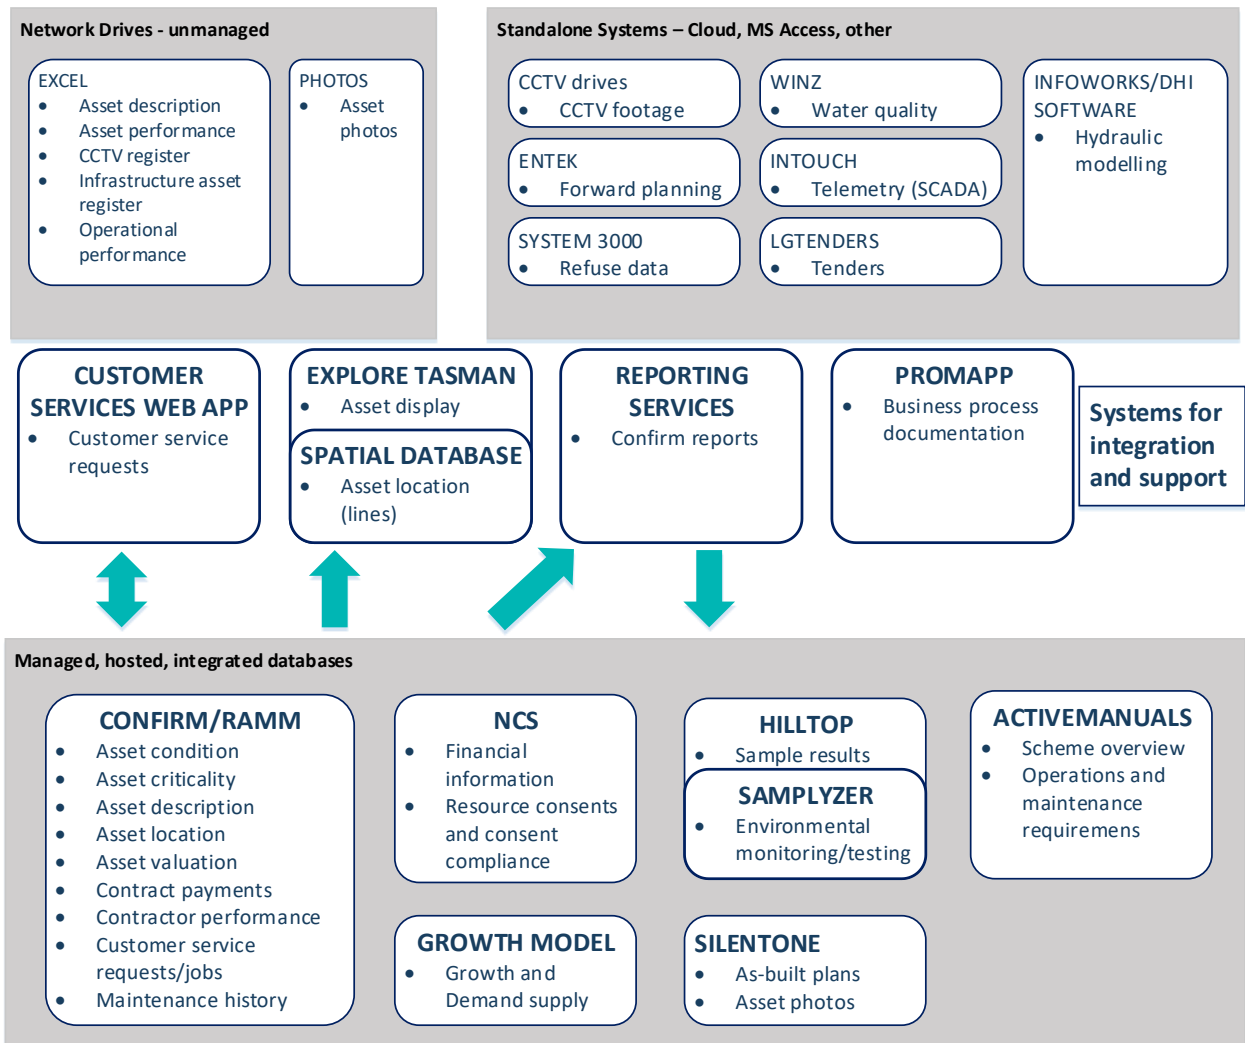 Network Drives - unmanaged
EXCEL
• Asset description
• Asset performance
• CCTV register
• Infrastructure asset
register
• Operational
performance
PHOTOS
• Asset
photos
Standalone Systems – Cloud, MS Access, other
CCTV drives
• CCTV footage
WINZ
• Water quality
INFOWORKS/DHI
SOFTWARE
• Hydraulic
modelling
ENTEK
• Forward planning
INTOUCH
• Telemetry (SCADA)
SYSTEM 3000
• Refuse data
LGTENDERS
• Tenders
CUSTOMER
SERVICES WEB APP
• Customer service
requests
EXPLORE TASMAN
• Asset display
SPATIAL DATABASE
• Asset location
(lines)
REPORTING
SERVICES
• Confirm reports
PROMAPP
• Business process
documentation
Systems for
integration
and support
Managed, hosted, integrated databases
CONFIRM/RAMM
• Asset condition
• Asset criticality
• Asset description
• Asset location
• Asset valuation
• Contract payments
• Contractor performance
• Customer service
requests/jobs
• Maintenance history
NCS
• Financial
information
• Resource consents
and consent
compliance
HILLTOP
• Sample results
SAMPLYZER
• Environmental
monitoring/testing
ACTIVEMANUALS
• Scheme overview
• Operations and
maintenance
requiremens
GROWTH MODEL
• Growth and
Demand supply
SILENTONE
• As-built plans
• Asset photos